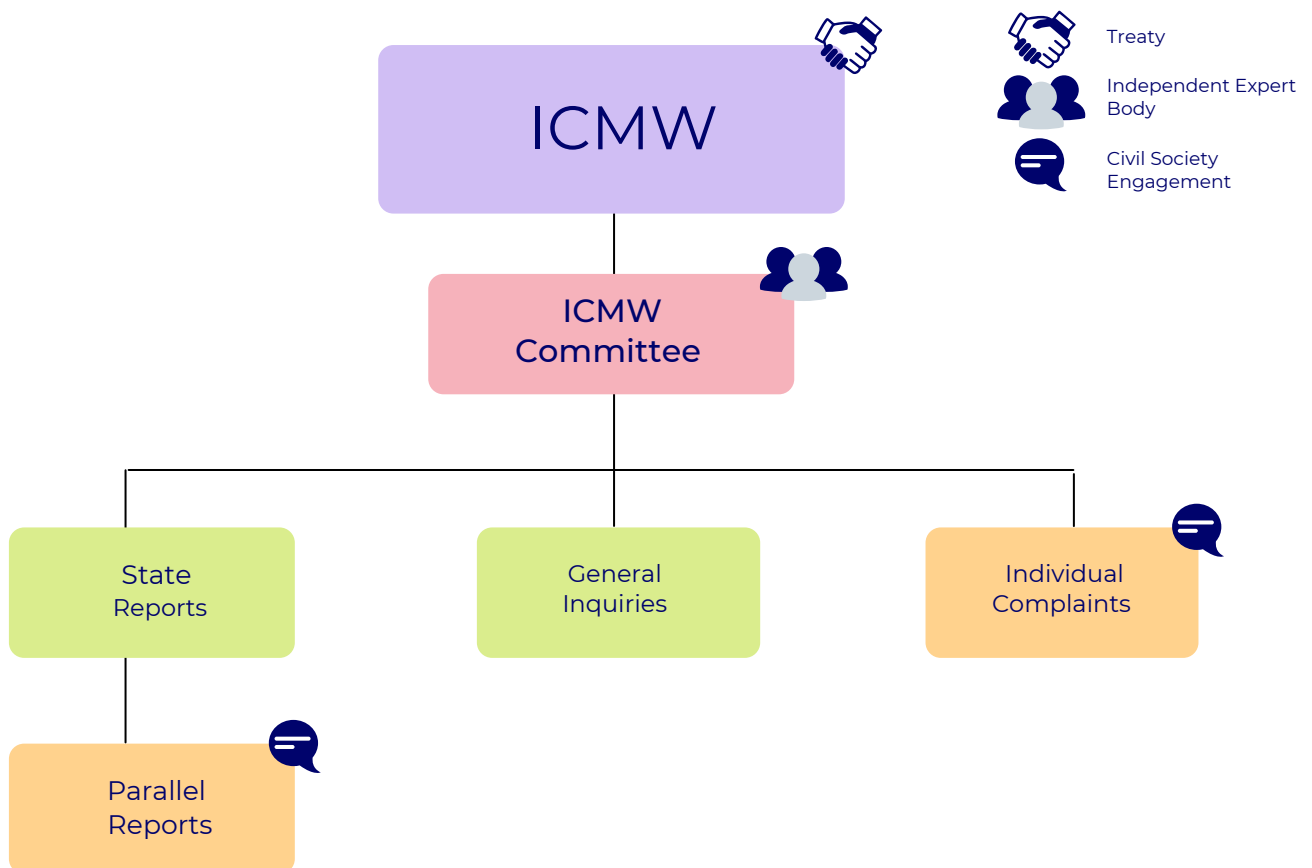 ICMW
Treaty
Independent Expert
Body
Civil Society
Engagement
ICMW
Committee
State
Reports
General
Inquiries
Individual
Complaints
Parallel
Reports